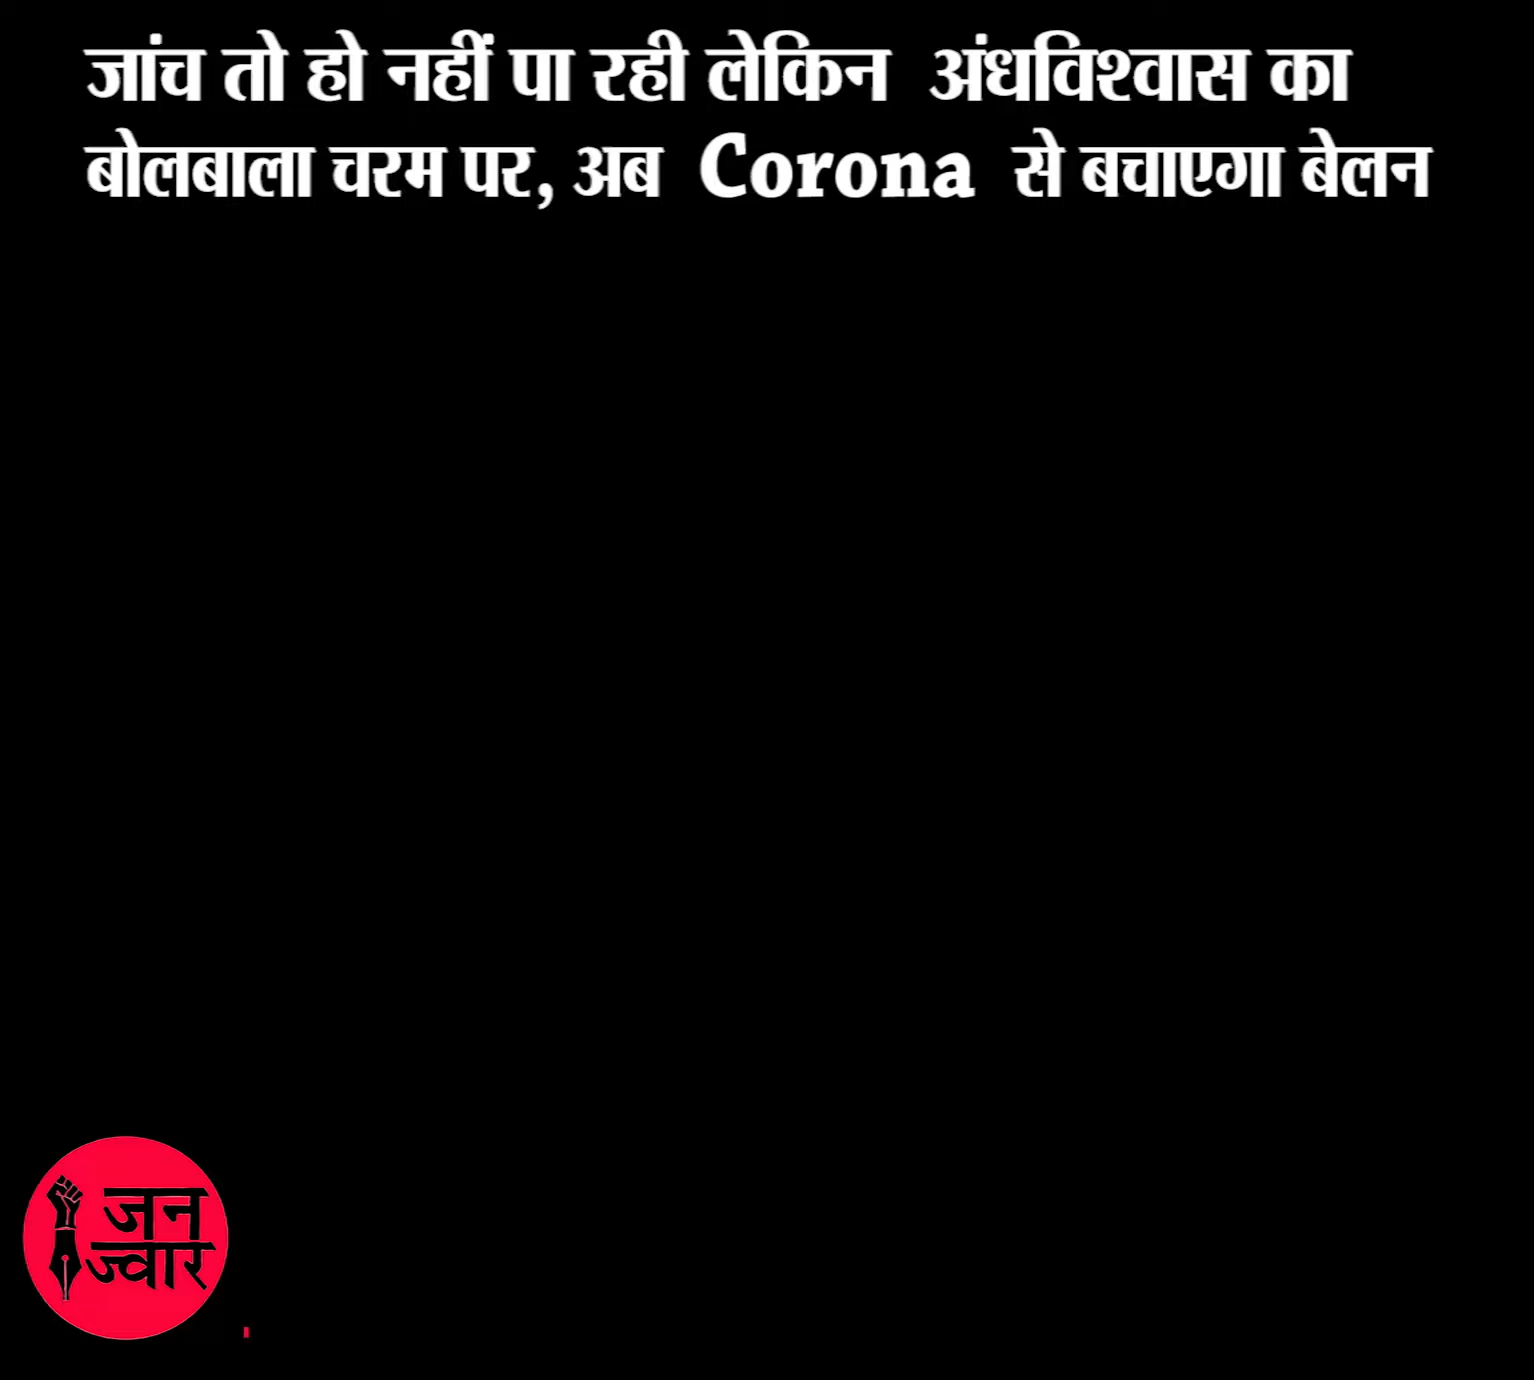 जांच तो हो नहीं पा रही लेकिन अंधविश्वास का
बोलबाला चरम पर, अब Corona से बचाएगा बेलन
जन
ज्वार